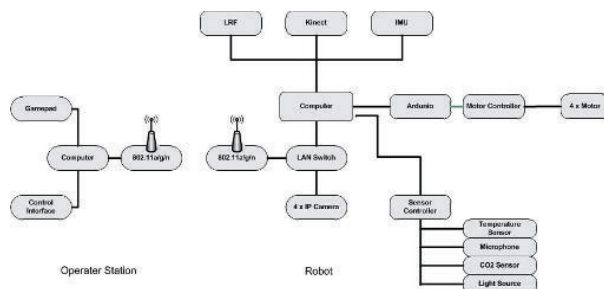 LRF
Kinect
IMU
Computer
Ardunio
Motor Controller
4 x Motor
Gamepad
Computer
802.11a/g/n
802.11a/g/n
LAN Switch
Control
Interface
4 x IP Camera
Sensor
Controller
Temperature
Sensor
Microphone
CO2 Sensor
Light Source
Operater Station
Robot